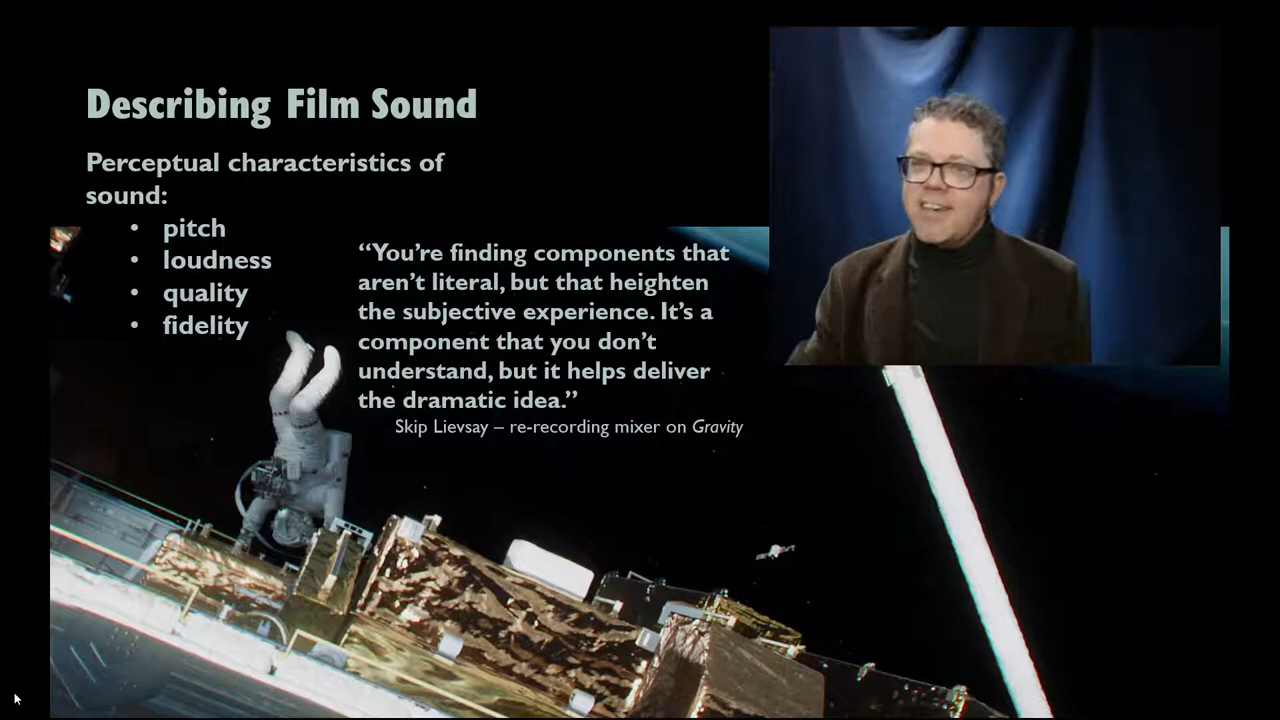 Describing Film Sound
Perceptual characteristics of
sound:
• pitch
• loudness
• quality
• fidelity
“You’re finding components that
aren’t literal, but that heighten
the subjective experience. It’s a
component that you don’t
understand, but it helps deliver
the dramatic idea.”
Skip Lievsay – re-recording mixer on Gravity